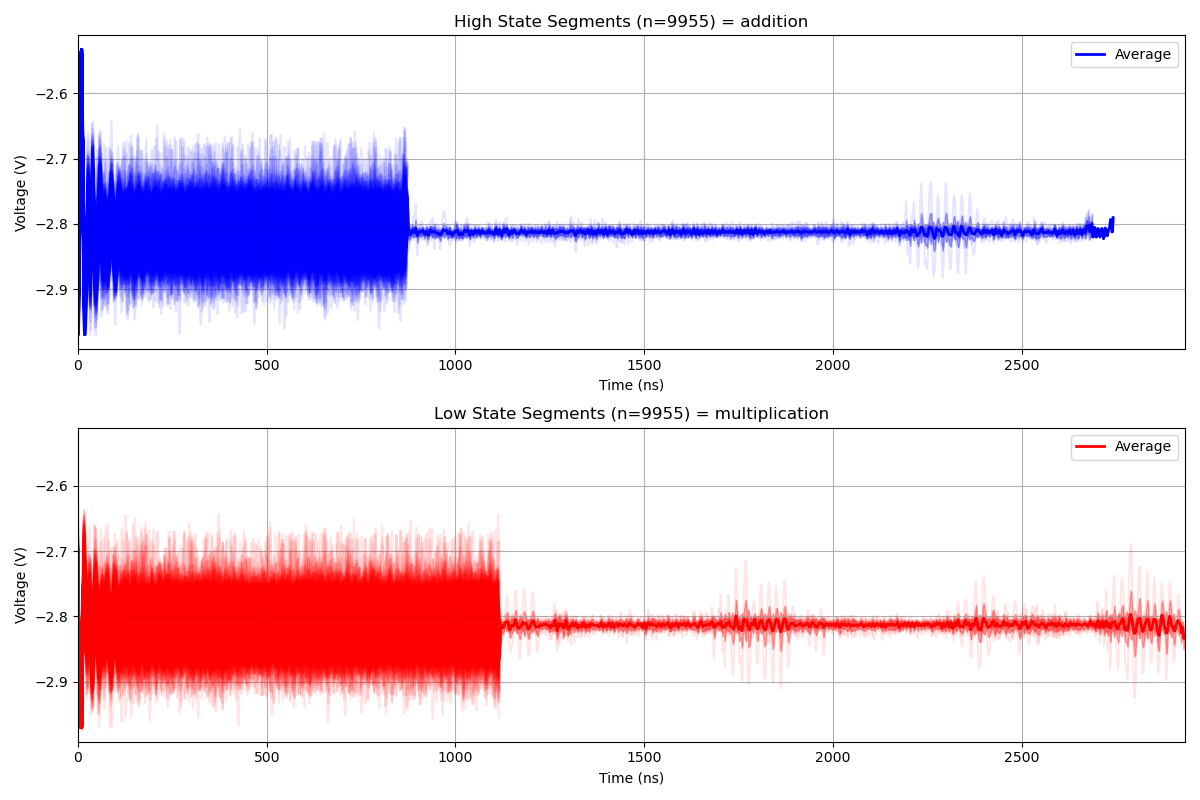 High State Segments (n=9955) = addition
Average
Voltage (V)
−2.6
−2.7
−2.8
−2.9
0 500 1000 1500 2000 2500
Time (ns)
Low State Segments (n=9955) = multiplication
Average
Voltage (V)
−2.6
−2.7
−2.8
−2.9
0 500 1000 1500 2000 2500
Time (ns)